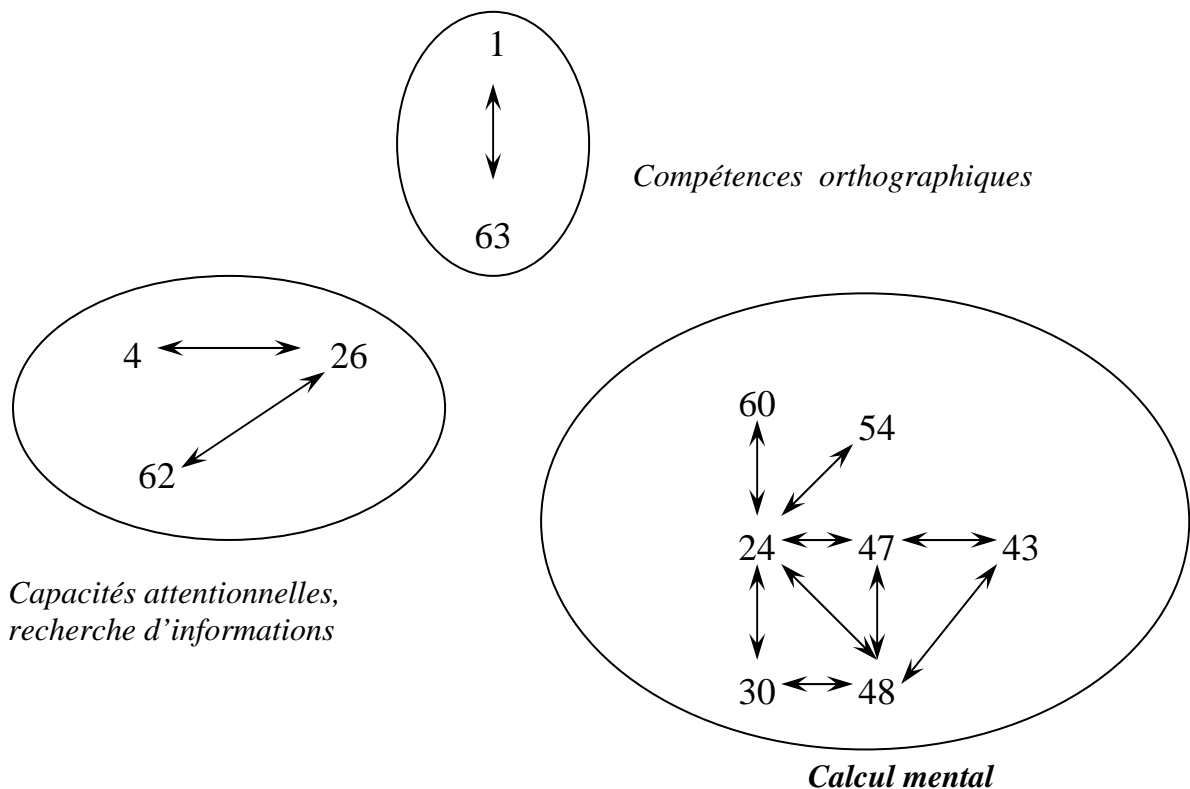 1
Compétences orthographiques
63
4 26
62
Capacités attentionnelles,
recherche d'informations
60
54
24 47 43
30 48
Calcul mental